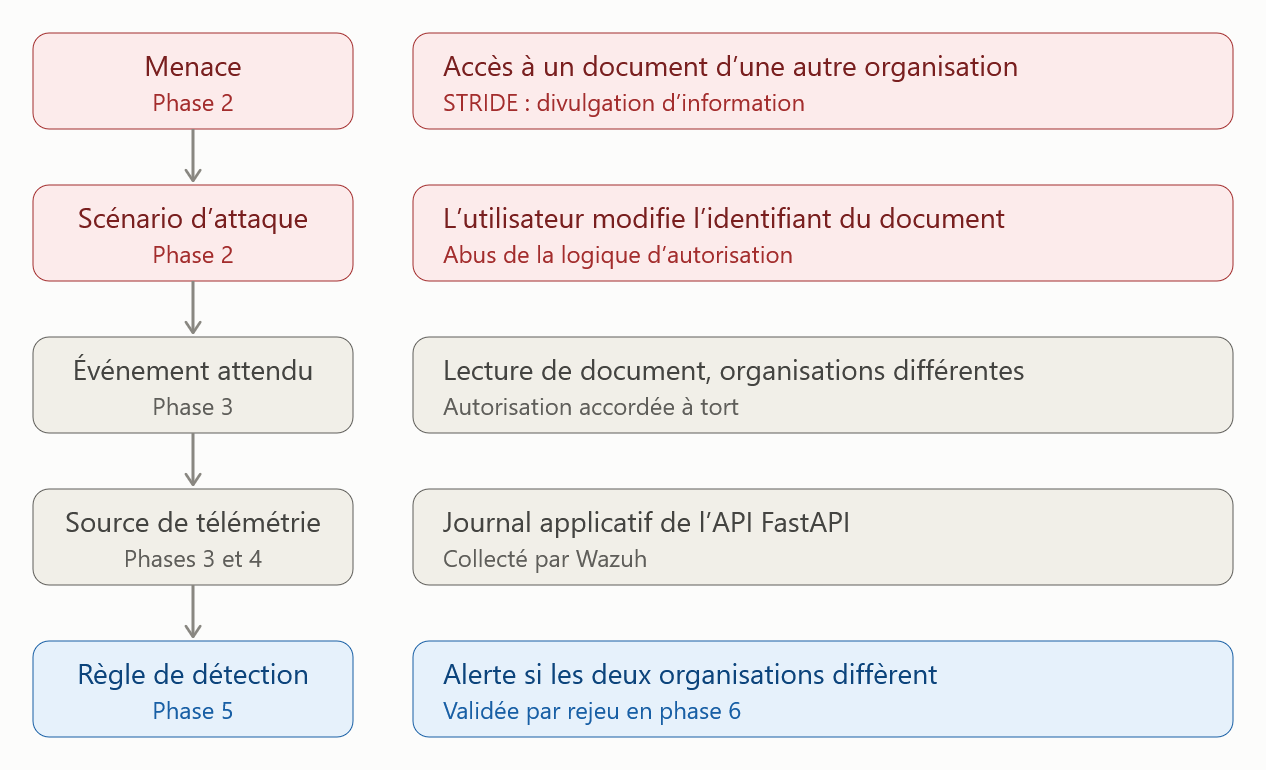 Menace
Phase 2
Accès à un document d’une autre organisation
STRIDE : divulgation d’information
Scénario d’attaque
Phase 2
L’utilisateur modifie l’identifiant du document
Abus de la logique d’autorisation
Événement attendu
Phase 3
Lecture de document, organisations différentes
Autorisation accordée à tort
Source de télémétrie
Phases 3 et 4
Journal applicatif de l’API FastAPI
Collecté par Wazuh
Règle de détection
Phase 5
Alerte si les deux organisations diffèrent
Validée par rejeu en phase 6